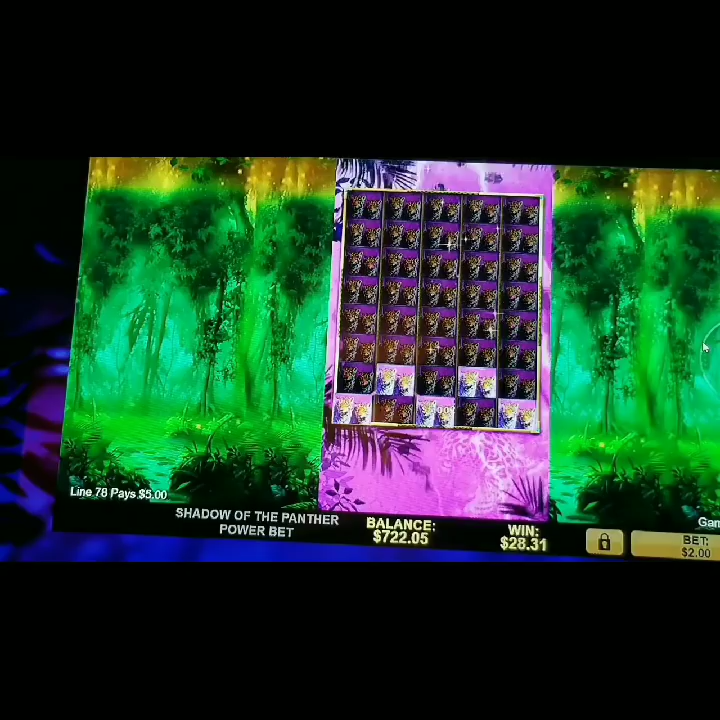 Line 78 Pays $5.00
SHADOW OF THE PANTHER
POWER BET
BALANCE:
$722.05
WIN:
$28.31
BET:
$2.00